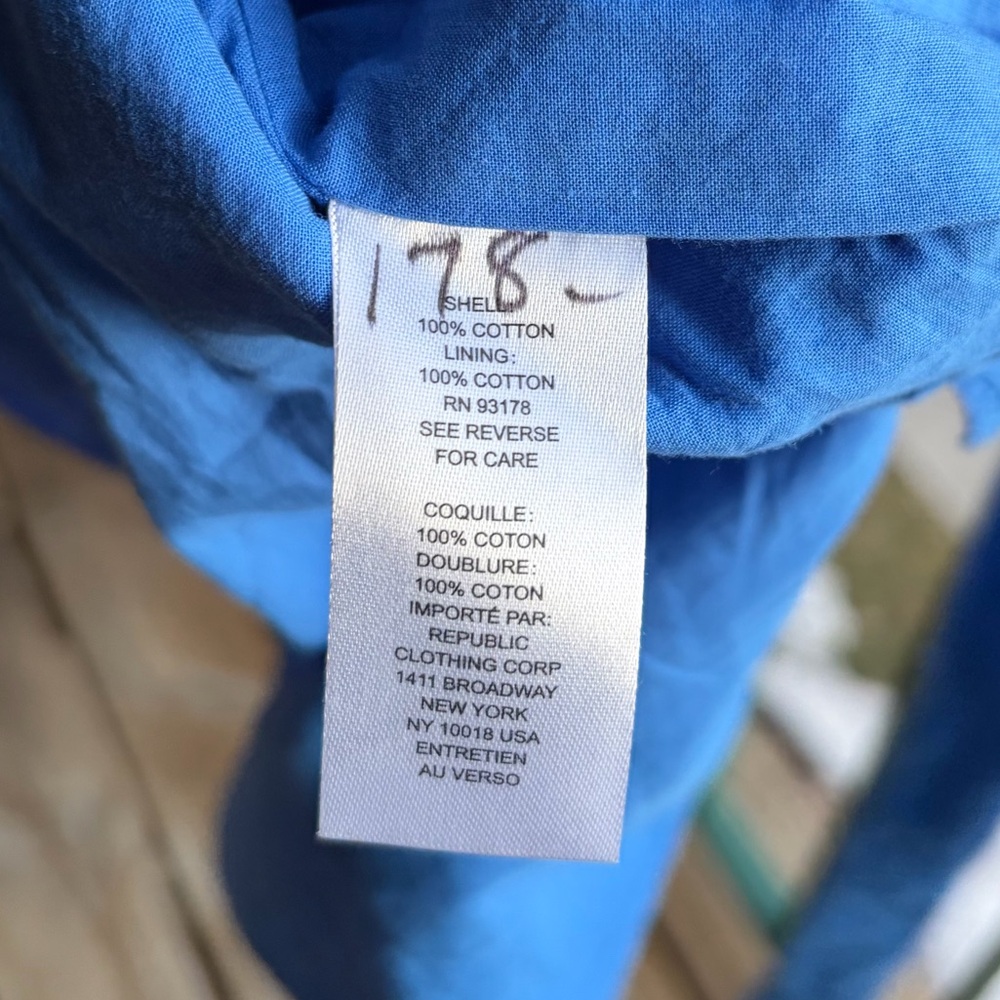 178-
SHELL
100% COTTON
LINING:
100% COTTON
RN 93178
SEE REVERSE
FOR CARE
COQUILLE:
100% COTON
DOUBLURE:
100% COTON
IMPORTÉ PAR:
REPUBLIC
CLOTHING CORP
1411 BROADWAY
NEW YORK
NY 10018 USA
ENTRETIEN
AU VERSO